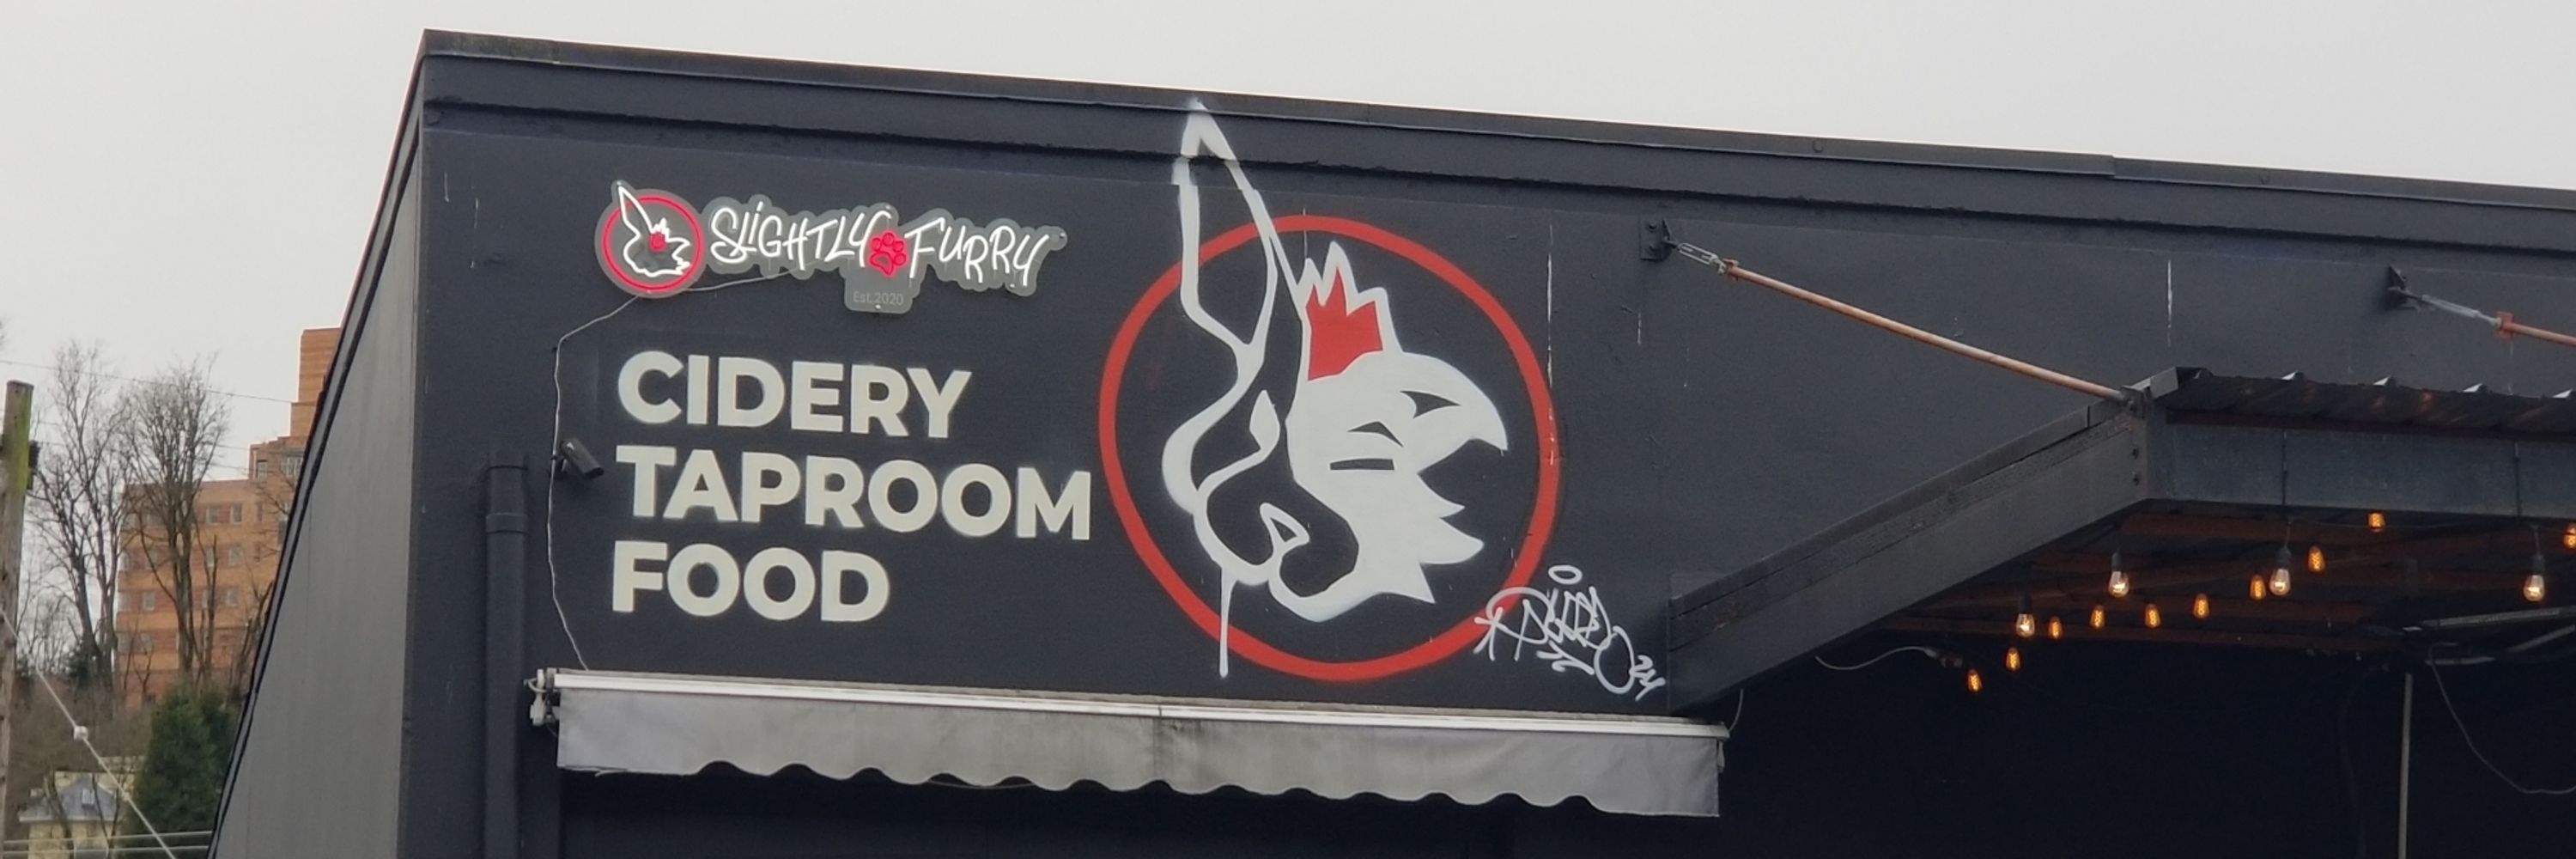 SLiGHTLY FURRY
Est.2020
CIDERY
TAPROOM
FOOD